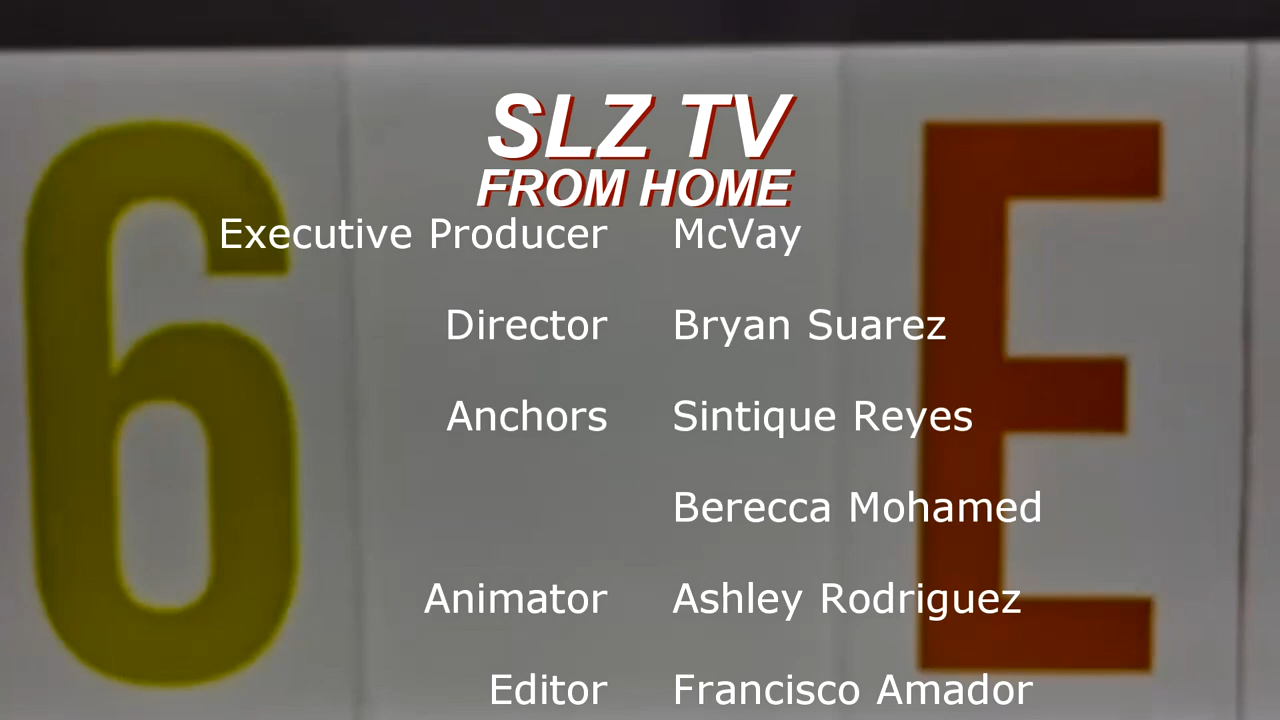 SLZ TV
FROM HOME
Executive Producer McVay
Director Bryan Suarez
Anchors Sintique Reyes
Berecca Mohamed
Animator Ashley Rodriguez
Editor Francisco Amador
6 E